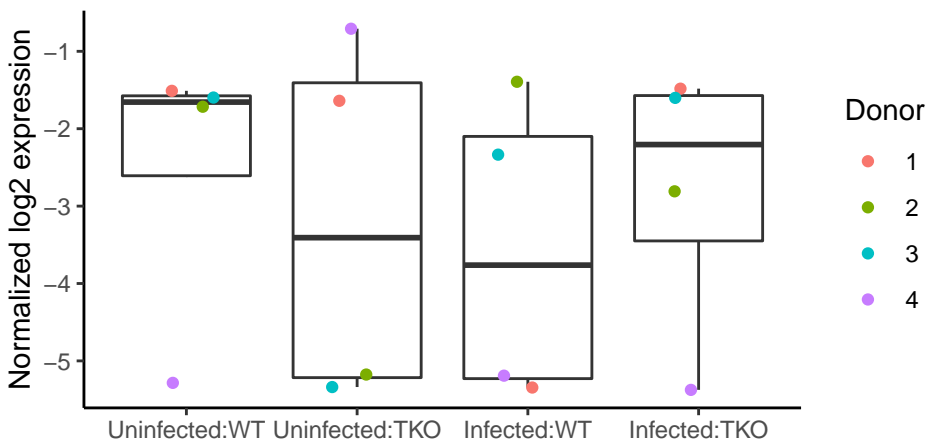 Normalized log2 expression
−1
−2
−3
−4
−5
Uninfected:WT
Uninfected:TKO
Infected:WT
Infected:TKO
Donor
1
2
3
4